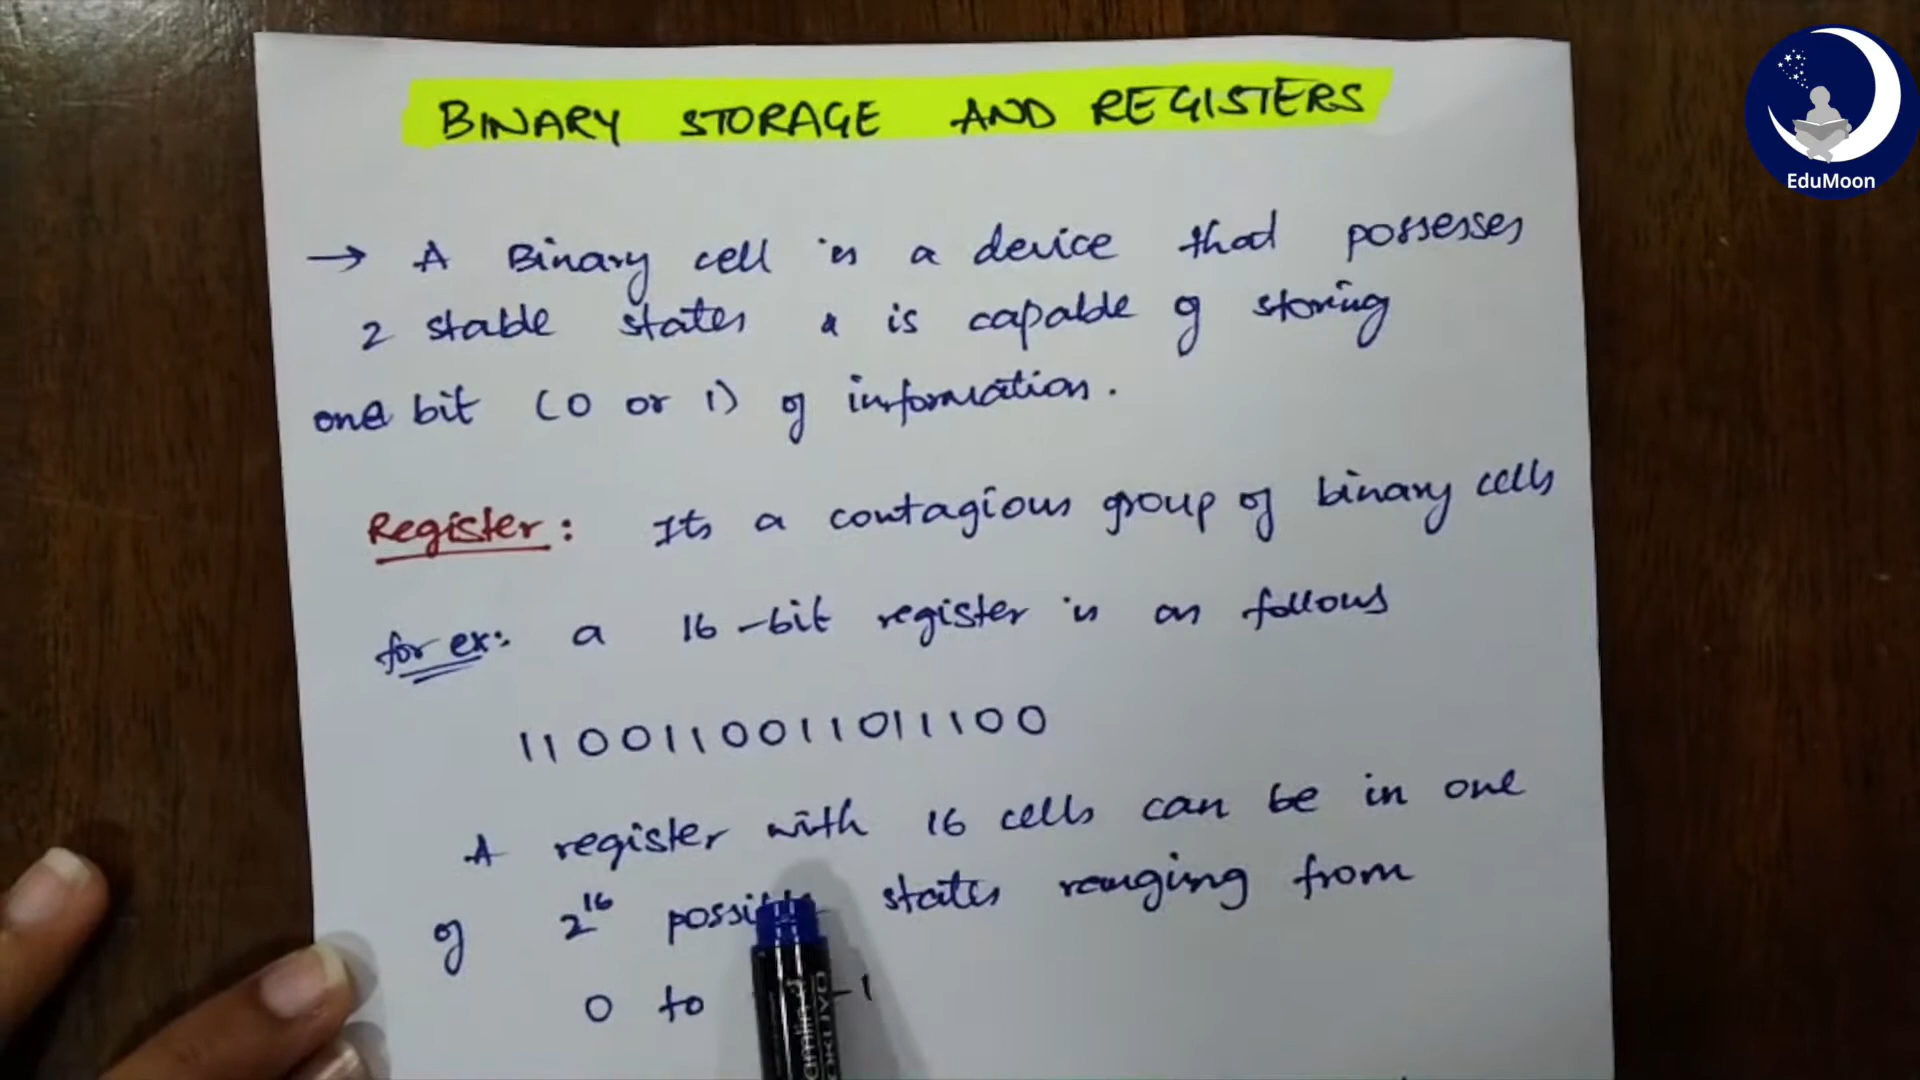 BINARY STORAGE AND REGISTERS
EduMoon
→ A Binary cell is a device that possesses
2 stable states & is capable of storing
one bit (0 or 1) of information.
Register: Its a contagious group of binary cells
for ex: a 16-bit register is as follows
1100110011011100
A register with 16 cells can be in one
of 2^16 states ranging from
0 to -1